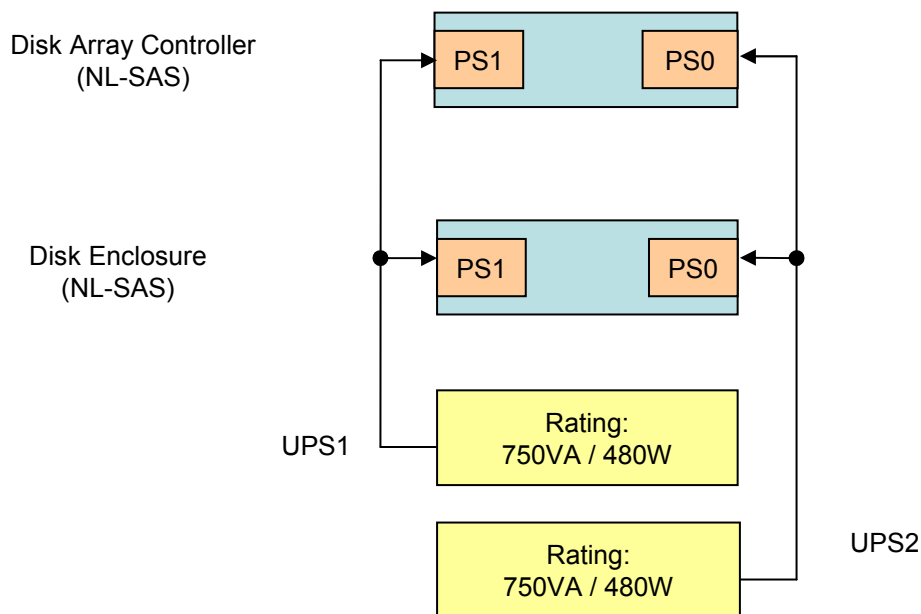 Disk Array Controller
(NL-SAS)
PS1
PS0
Disk Enclosure
(NL-SAS)
PS1
PS0
UPS1
Rating:
750VA / 480W
UPS2
Rating:
750VA / 480W